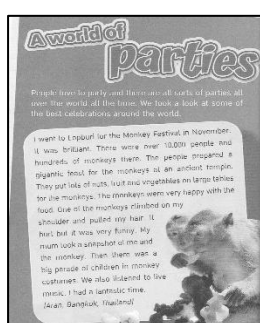 A world of
parties
People love to party and there are all sorts of parties all
over the world all the time. We took a look at some of
the best celebrations around the world.
I went to Lopburi for the Monkey Festival in November.
It was brilliant. There were over 10,000 people and
hundreds of monkeys there. The people prepared a
gigantic feast for the monkeys at an ancient temple.
They put lots of nuts, fruit and vegetables on large tables
for the monkeys. The monkeys were very happy with the
food. One of the monkeys climbed on my
shoulder and pulled my hair. It
hurt but it was very funny. My
mum took a snapshot of me and
the monkey. Then there was a
big parade of children in monkey
costumes. We also listened to live
music. I had a fantastic time.
(Aran, Bangkok, Thailand)